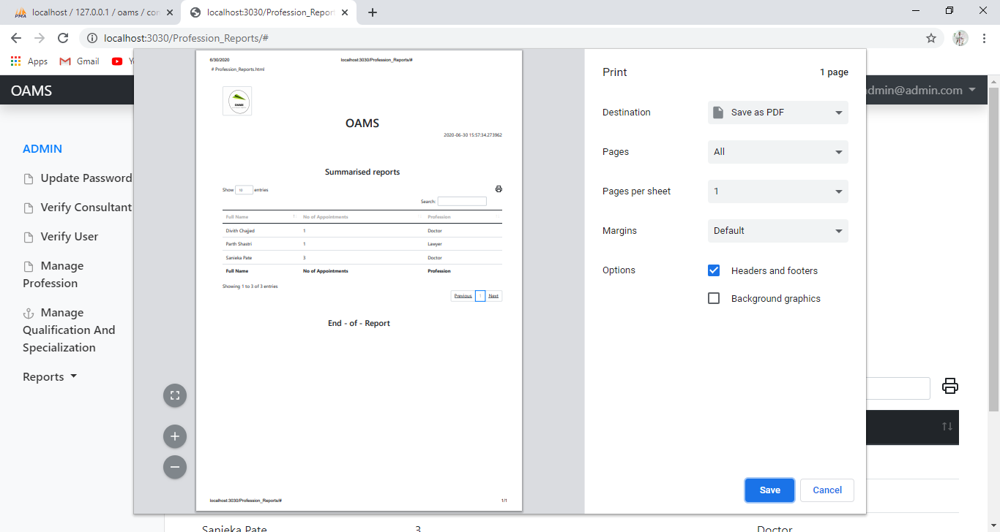 localhost / 127.0.0.1 / oams / con
localhost:3030/Profession_Report
localhost:3030/Profession_Reports/#
Apps
Gmail
Y
OAMS
admin@admin.com
ADMIN
Update Password
Verify Consultant
Verify User
Manage
Profession
Manage
Qualification And
Specialization
Reports
6/30/2020
localhost:3030/Profession_Reports/#
# Profession_Reports.html
OAMS
OAMS
2020-06-30 15:57:34.273962
Summarised reports
Show 10 entries
Search:
Full Name No of Appointments Profession
Divith Chajjed 1 Doctor
Parth Shastri 1 Lawyer
Sanieka Pate 3 Doctor
Full Name No of Appointments Profession
Showing 1 to 3 of 3 entries
Previous 1 Next
End - of - Report
localhost:3030/Profession_Reports/#
1/1
Print
1 page
Destination
Save as PDF
Pages
All
Pages per sheet
1
Margins
Default
Options
Headers and footers
Background graphics
Save
Cancel
Sanieka Pate 3 Doctor